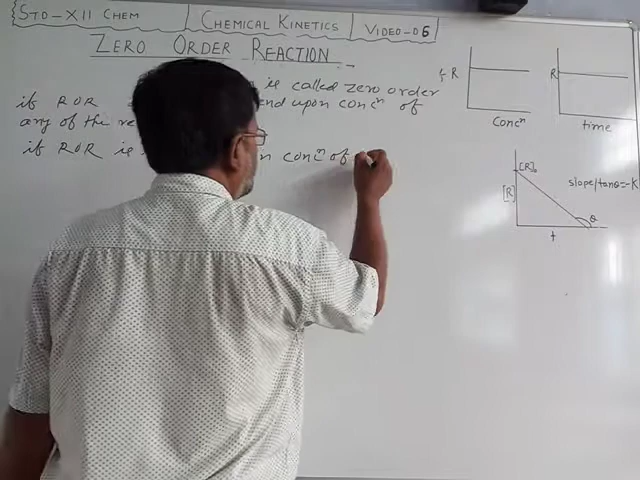 STD-XII CHEM
CHEMICAL KINETICS
VIDEO-06
ZERO ORDER REACTION
is called zero order
if ROR end upon concⁿ of
any of the re
if ROR is n concⁿ of
R
Concⁿ
R
time
[R]₀
[R]
slope/tanθ=-K
θ
t